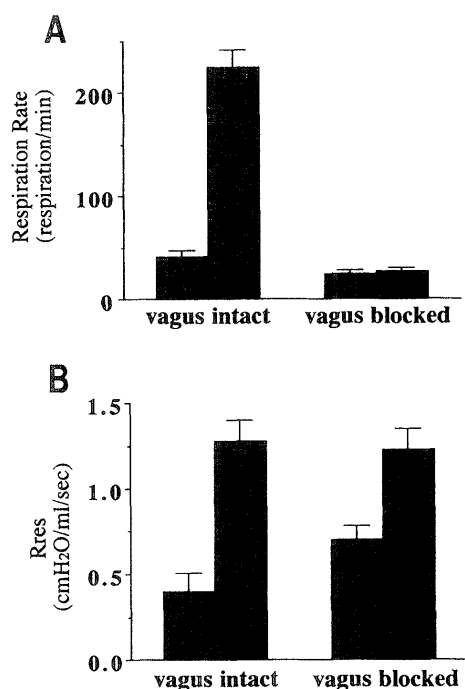 A
Respiration Rate
(respiration/min)
200
100
0
vagus intact vagus blocked
B
Rres
(cmH₂O/ml/sec)
1.5
1.0
0.5
0.0
vagus intact vagus blocked